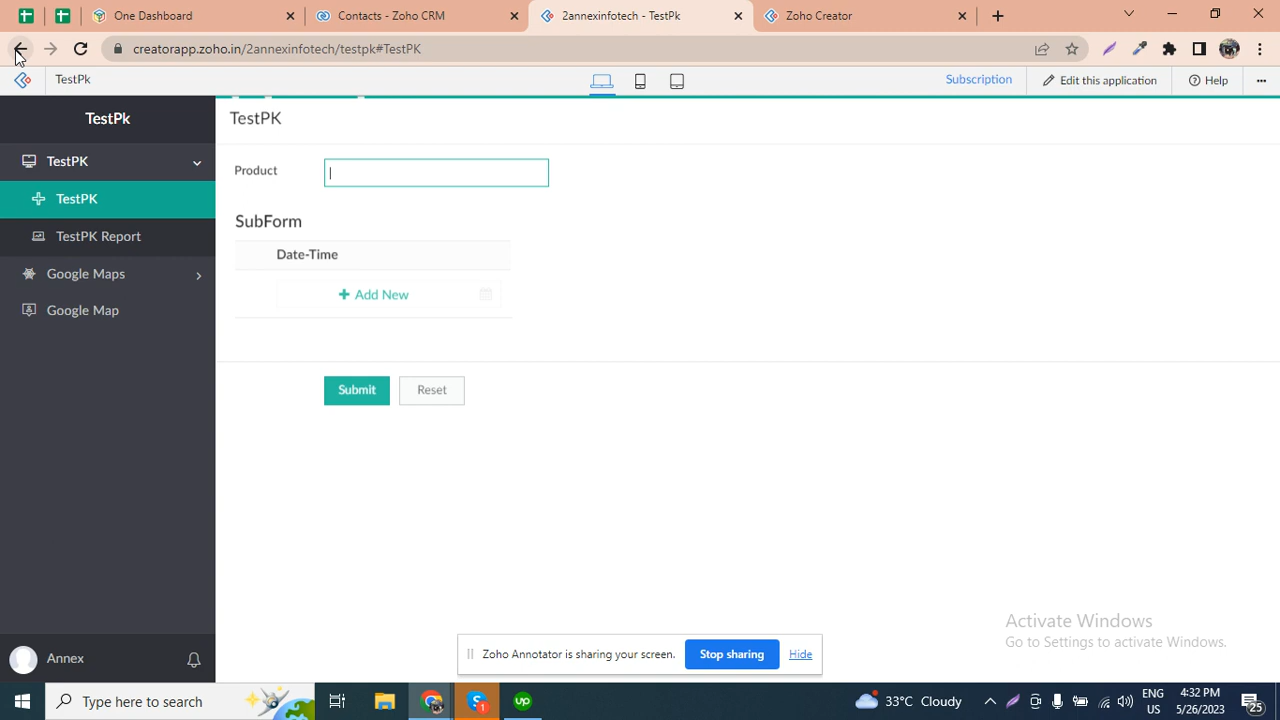 One Dashboard
Contacts - Zoho CRM
2annexinfotech - TestPk
Zoho Creator
creatorapp.zoho.in/2annexinfotech/testpk#TestPK
TestPk
Subscription
Edit this application
Help
TestPk
TestPK
TestPK
TestPK Report
Google Maps
Google Map
Annex
TestPK
Product
SubForm
Date-Time
+ Add New
Submit
Reset
Activate Windows
Go to Settings to activate Windows.
Zoho Annotator is sharing your screen.
Stop sharing
Hide
Type here to search
up
1
33°C Cloudy
ENG
US
4:32 PM
5/26/2023
25